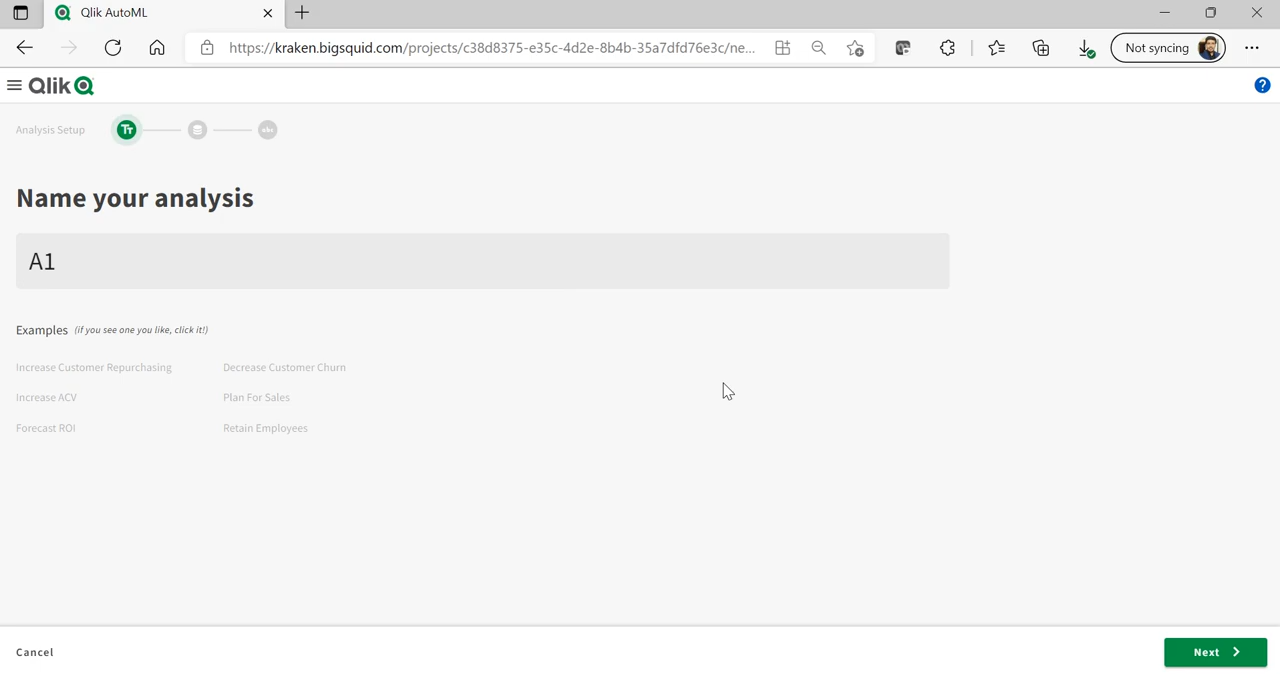 Qlik AutoML
https://kraken.bigsquid.com/projects/c38d8375-e35c-4d2e-8b4b-35a7dfd76e3c/ne...
Not syncing
Qlik
?
Analysis Setup
TT
abc
Name your analysis
A1
Examples (if you see one you like, click it!)
Increase Customer Repurchasing Decrease Customer Churn
Increase ACV Plan For Sales
Forecast ROI Retain Employees
Cancel
Next